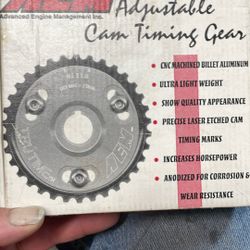 AEM
Advanced Engine Management Inc.
Adjustable
Cam Timing Gear
• CNC MACHINED BILLET ALUMINUM
• ULTRA LIGHT WEIGHT
• SHOW QUALITY APPEARANCE
• PRECISE LASER ETCHED CAM
TIMING MARKS
• INCREASES HORSEPOWER
• ANODIZED FOR CORROSION &
WEAR RESISTANCE